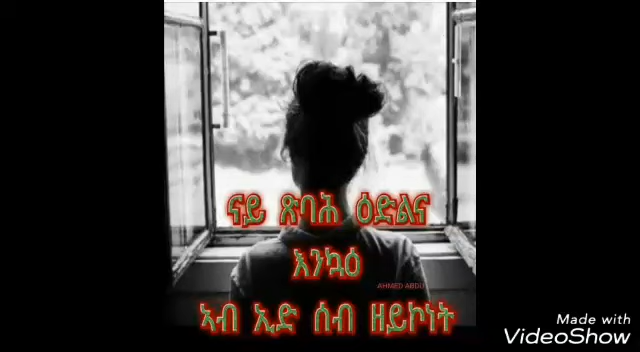 ናይ ጽባሕ ዕድልና
እንኳዕ
AHMED ABDU
ኣብ ኢድ ሰብ ዘይኮነት
Made with
VideoShow